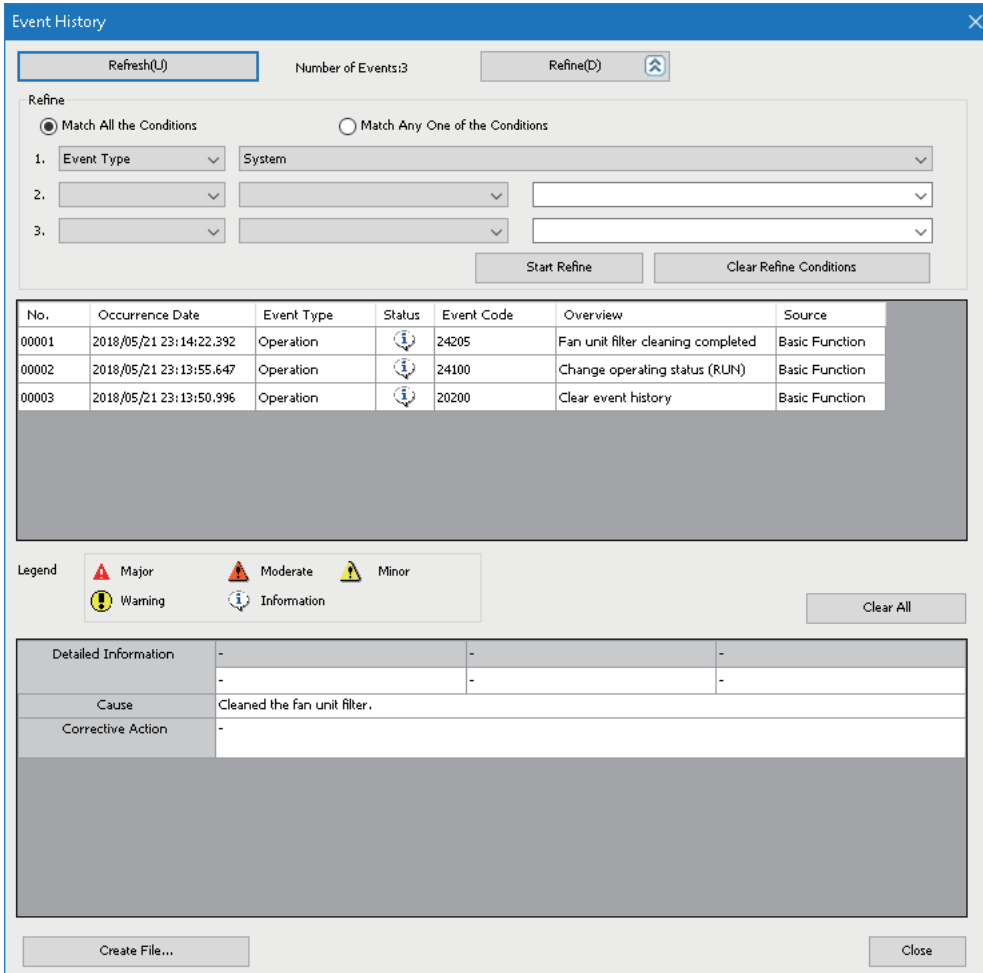 Event History
Refresh(U) Number of Events:3 Refine(D)
Refine
Match All the Conditions Match Any One of the Conditions
1. Event Type System
2.
3.
Start Refine Clear Refine Conditions
No. Occurrence Date Event Type Status Event Code Overview Source
00001 2018/05/21 23:14:22.392 Operation 24205 Fan unit filter cleaning completed Basic Function
00002 2018/05/21 23:13:55.647 Operation 24100 Change operating status (RUN) Basic Function
00003 2018/05/21 23:13:50.996 Operation 20200 Clear event history Basic Function
Legend Major Moderate Minor
Warning Information
Clear All
Detailed Information - - -
- - -
Cause Cleaned the fan unit filter.
Corrective Action -
Create File... Close